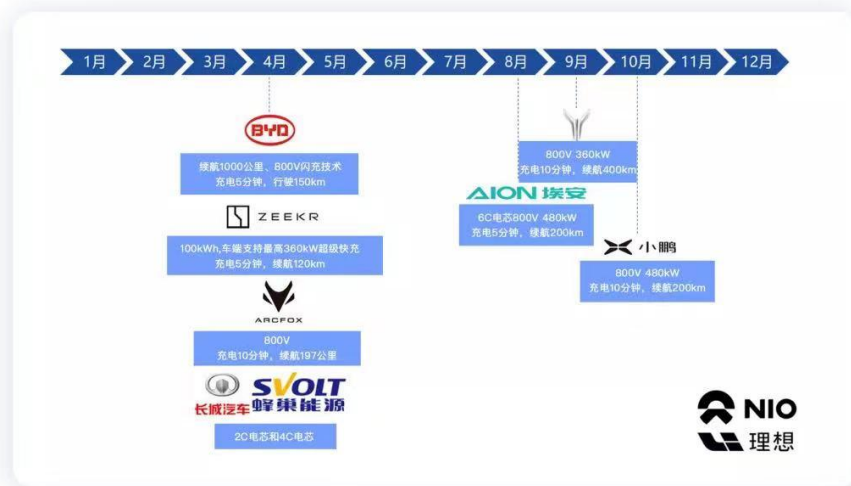 1月 2月 3月 4月 5月 6月 7月 8月 9月 10月 11月 12月
BYD
续航1000公里、800V闪充技术
充电5分钟，行驶150km
ZEEKR
100kWh,车端支持最高360kW超级快充
充电5分钟，续航120km
ARCFOX
800V
充电10分钟，续航197公里
长城汽车
SVOLT
蜂巢能源
2C电芯和4C电芯
800V 360kW
充电10分钟，续航400km
AION 埃安
6C电芯800V 480kW
充电5分钟，续航200km
小鹏
800V 480kW
充电10分钟，续航200km
NIO
理想